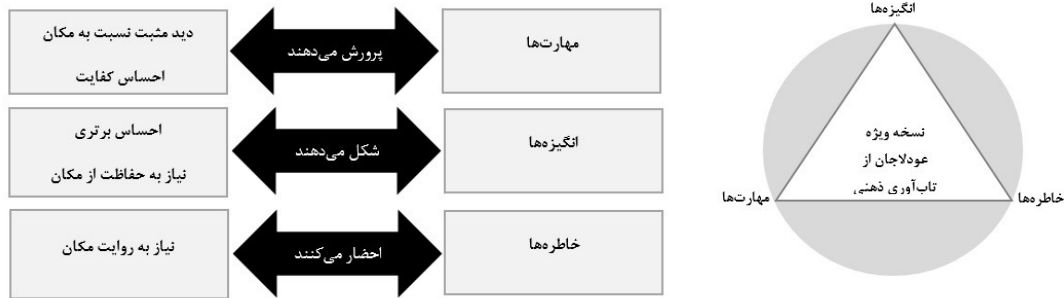 انگیزه‌ها
نسخه ویژه
عودلاجان از
تاب‌آوری ذهنی
خاطره‌ها
مهارت‌ها
مهارت‌ها
پرورش می‌دهند
دید مثبت نسبت به مکان
احساس کفایت
انگیزه‌ها
شکل می‌دهند
احساس برتری
نیاز به حفاظت از مکان
خاطره‌ها
احضار می‌کنند
نیاز به روایت مکان